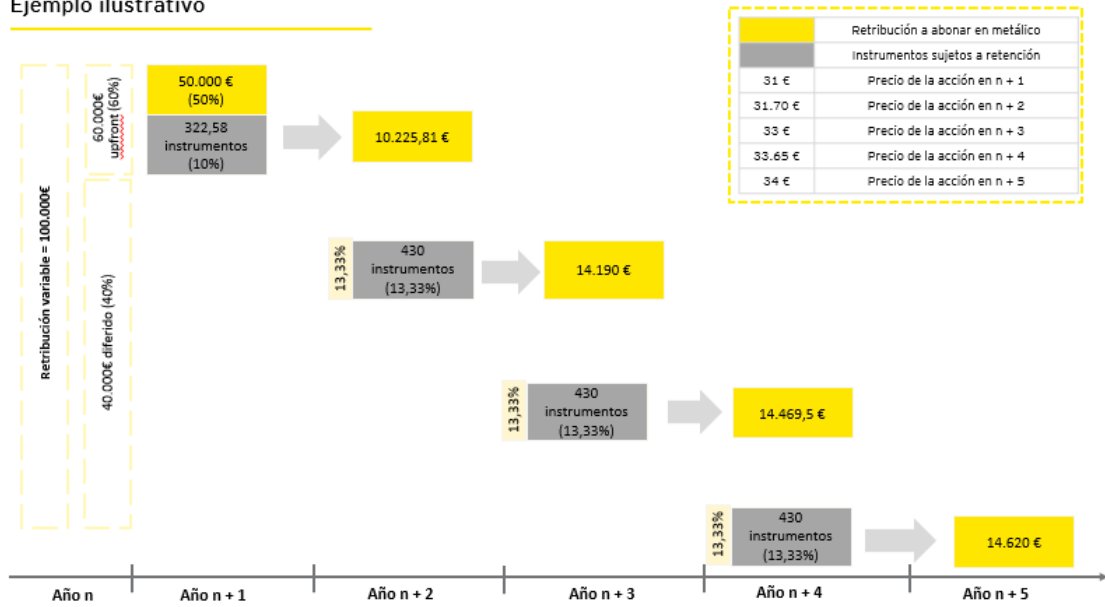 Ejemplo ilustrativo
Retribución a abonar en metálico
Instrumentos sujetos a retención
31 € Precio de la acción en n + 1
31.70 € Precio de la acción en n + 2
33 € Precio de la acción en n + 3
33.65 € Precio de la acción en n + 4
34 € Precio de la acción en n + 5
Retribución variable = 100.000€
60.000€
upfront (60%)
40.000€ diferido (40%)
50.000 €
(50%)
322,58
instrumentos
(10%)
10.225,81 €
13,33%
430
instrumentos
(13,33%)
14.190 €
13,33%
430
instrumentos
(13,33%)
14.469,5 €
13,33%
430
instrumentos
(13,33%)
14.620 €
Año n
Año n + 1
Año n + 2
Año n + 3
Año n + 4
Año n + 5